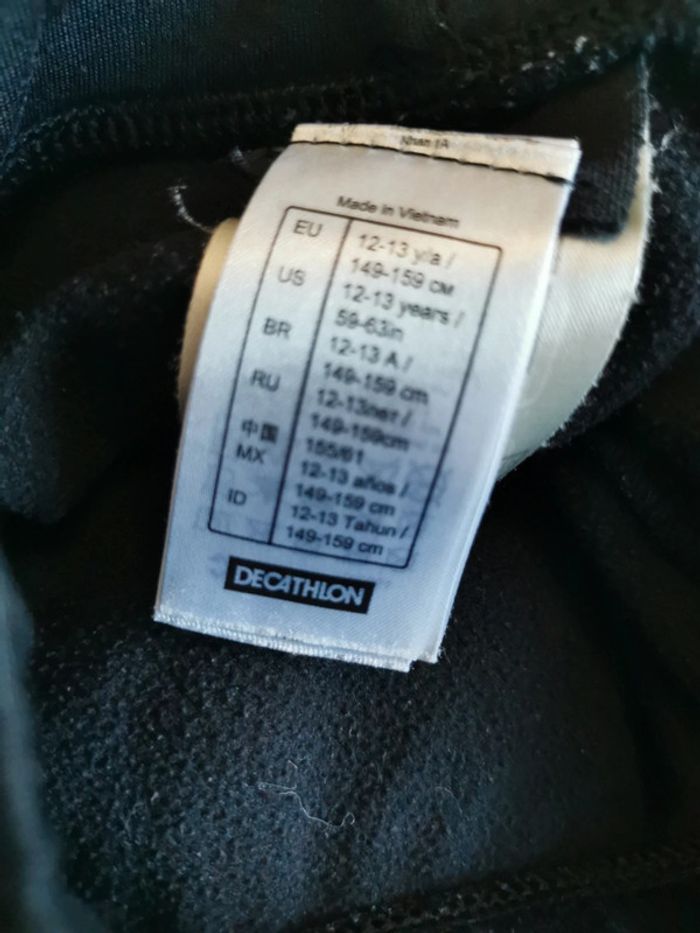 Made in Vietnam
EU 12-13 y/a /
149-159 см
US 12-13 years /
59-63in
BR 12-13 A /
149-159 cm
RU 12-13лет /
149-159cm
中国 155/61
MX 12-13 años /
149-159 cm
ID 12-13 Tahun /
149-159 cm
DECATHLON